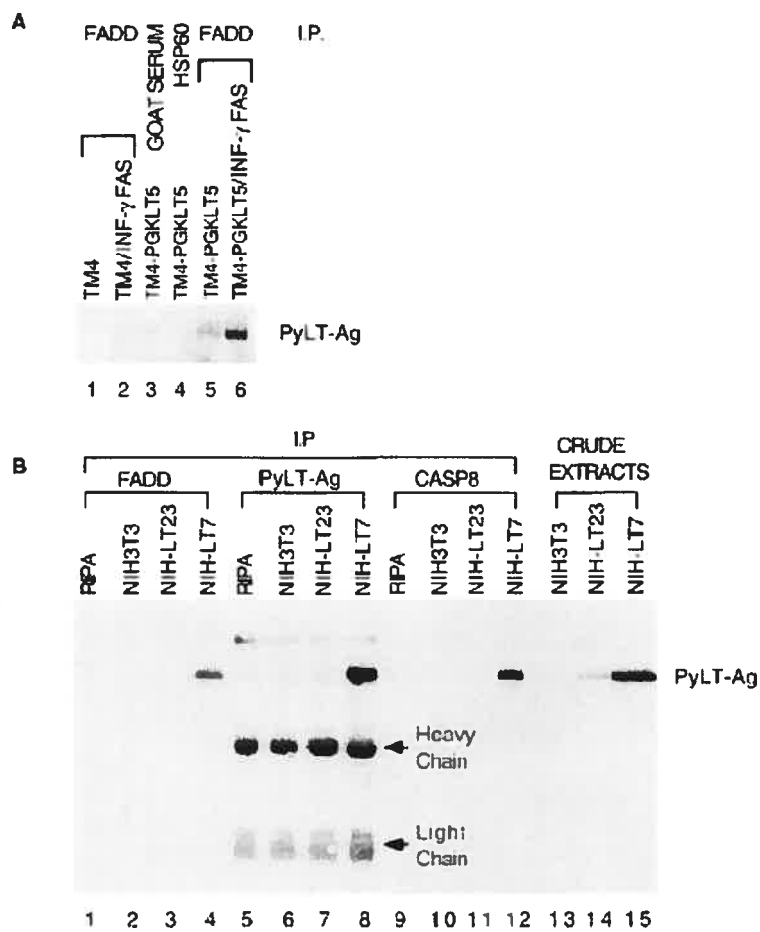 A
FADD GOAT SERUM HSP60 FADD I.P.
TM4
TM4/INF-γ FAS
TM4-PGKLT5
TM4-PGKLT5
TM4-PGKLT5
TM4-PGKLT5/INF-γ FAS
PyLT-Ag
1 2 3 4 5 6
B
I.P
CRUDE
EXTRACTS
FADD PyLT-Ag CASP8
RIPA NIH3T3 NIH-LT23 NIH-LT7 RIPA NIH3T3 NIH-LT23 NIH-LT7 RIPA NIH3T3 NIH-LT23 NIH-LT7 NIH3T3 NIH-LT23 NIH-LT7
PyLT-Ag
Heavy
Chain
Light
Chain
1 2 3 4 5 6 7 8 9 10 11 12 13 14 15